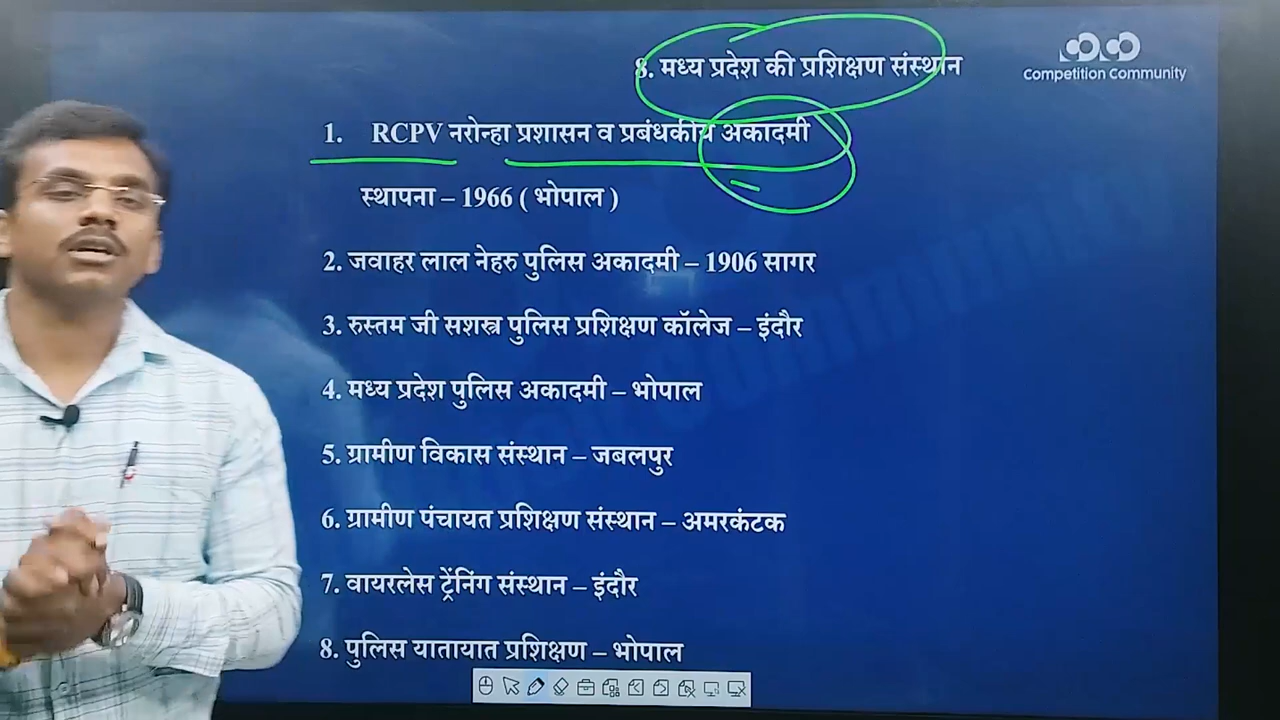 8. मध्य प्रदेश की प्रशिक्षण संस्थान
Competition Community
1. RCPV नरोन्हा प्रशासन व प्रबंधकीय अकादमी
स्थापना – 1966 ( भोपाल )
2. जवाहर लाल नेहरु पुलिस अकादमी – 1906 सागर
3. रुस्तम जी सशस्त्र पुलिस प्रशिक्षण कॉलेज – इंदौर
4. मध्य प्रदेश पुलिस अकादमी – भोपाल
5. ग्रामीण विकास संस्थान – जबलपुर
6. ग्रामीण पंचायत प्रशिक्षण संस्थान – अमरकंटक
7. वायरलेस ट्रेंनिंग संस्थान – इंदौर
8. पुलिस यातायात प्रशिक्षण – भोपाल